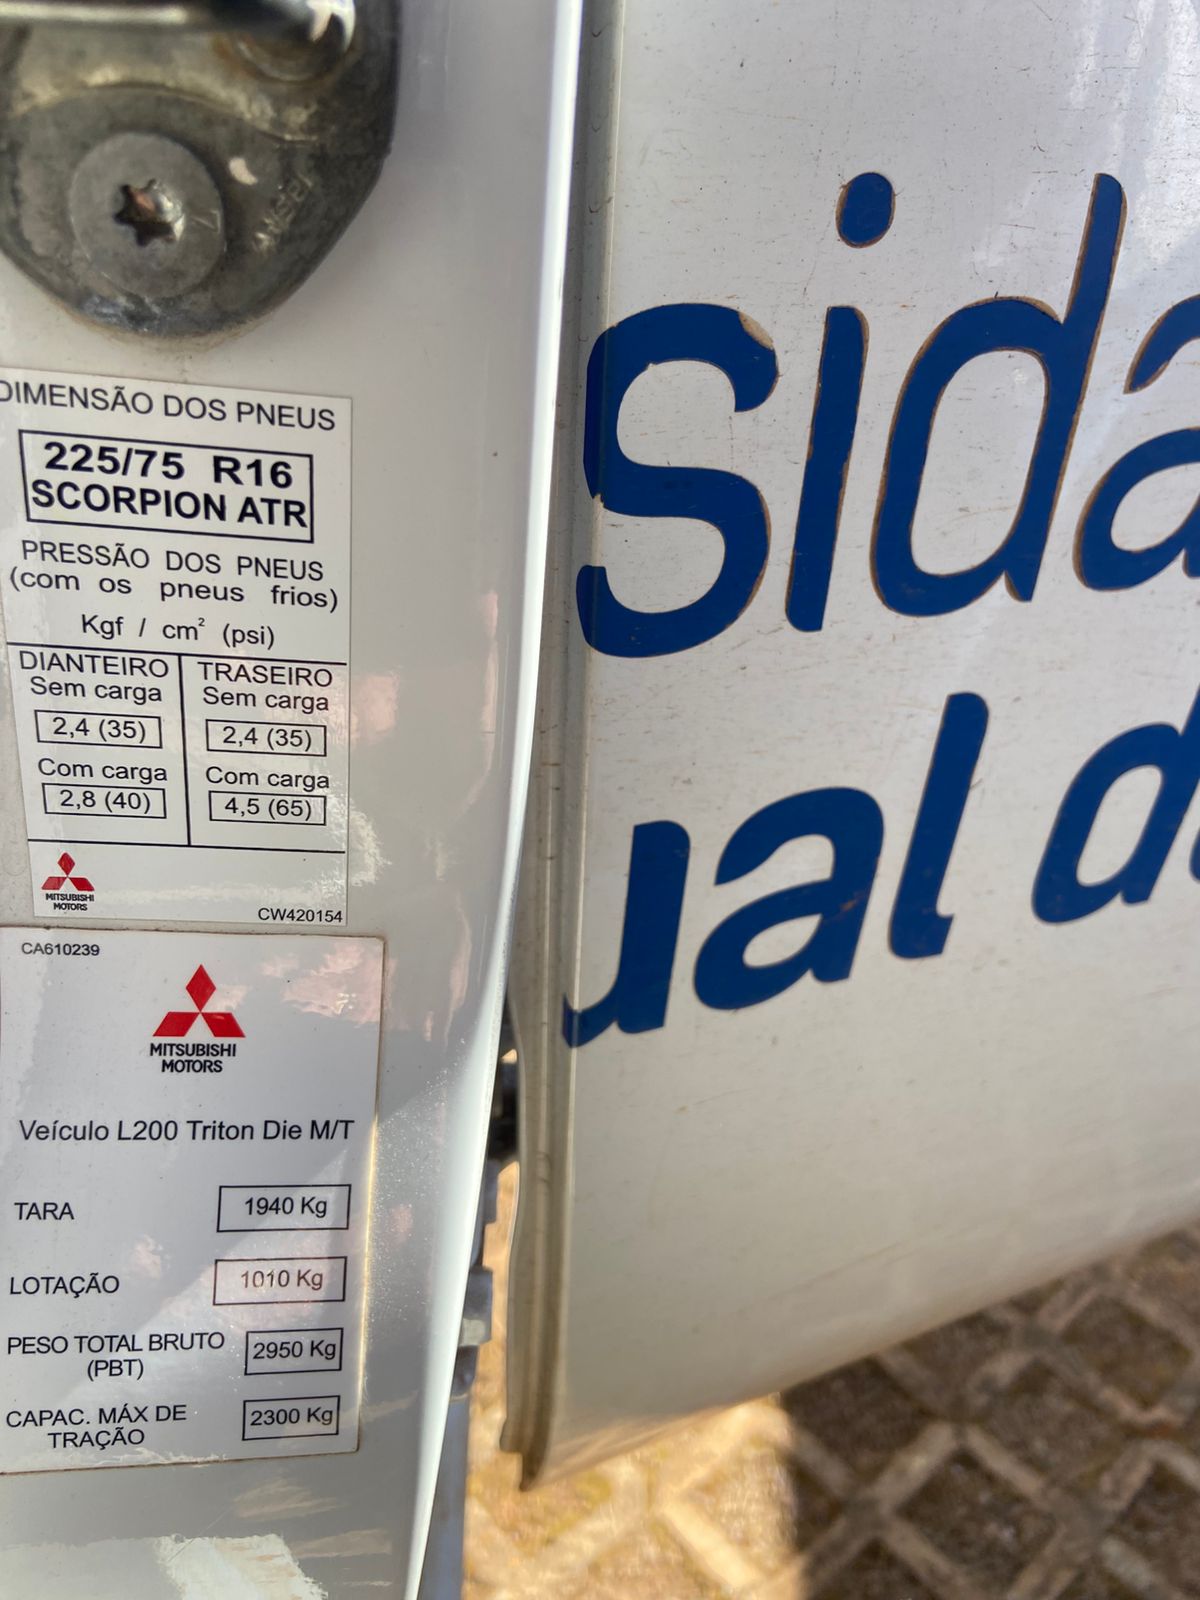 DIMENSÃO DOS PNEUS
225/75 R16
SCORPION ATR
PRESSÃO DOS PNEUS
(com os pneus frios)
Kgf / cm² (psi)
DIANTEIRO
Sem carga
2,4 (35)
Com carga
2,8 (40)
TRASEIRO
Sem carga
2,4 (35)
Com carga
4,5 (65)
MITSUBISHI
MOTORS
CW420154
CA610239
MITSUBISHI
MOTORS
Veículo L200 Triton Die M/T
TARA 1940 Kg
LOTAÇÃO 1010 Kg
PESO TOTAL BRUTO
(PBT) 2950 Kg
CAPAC. MÁX DE
TRAÇÃO 2300 Kg
sida
ual d